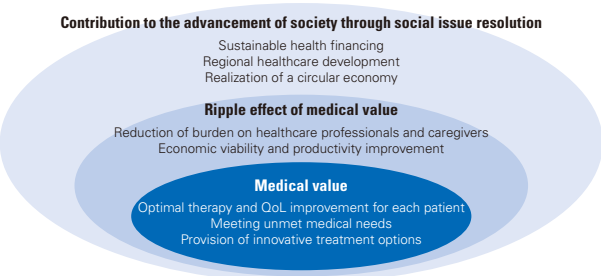 Contribution to the advancement of society through social issue resolution
Sustainable health financing
Regional healthcare development
Realization of a circular economy
Ripple effect of medical value
Reduction of burden on healthcare professionals and caregivers
Economic viability and productivity improvement
Medical value
Optimal therapy and QoL improvement for each patient
Meeting unmet medical needs
Provision of innovative treatment options